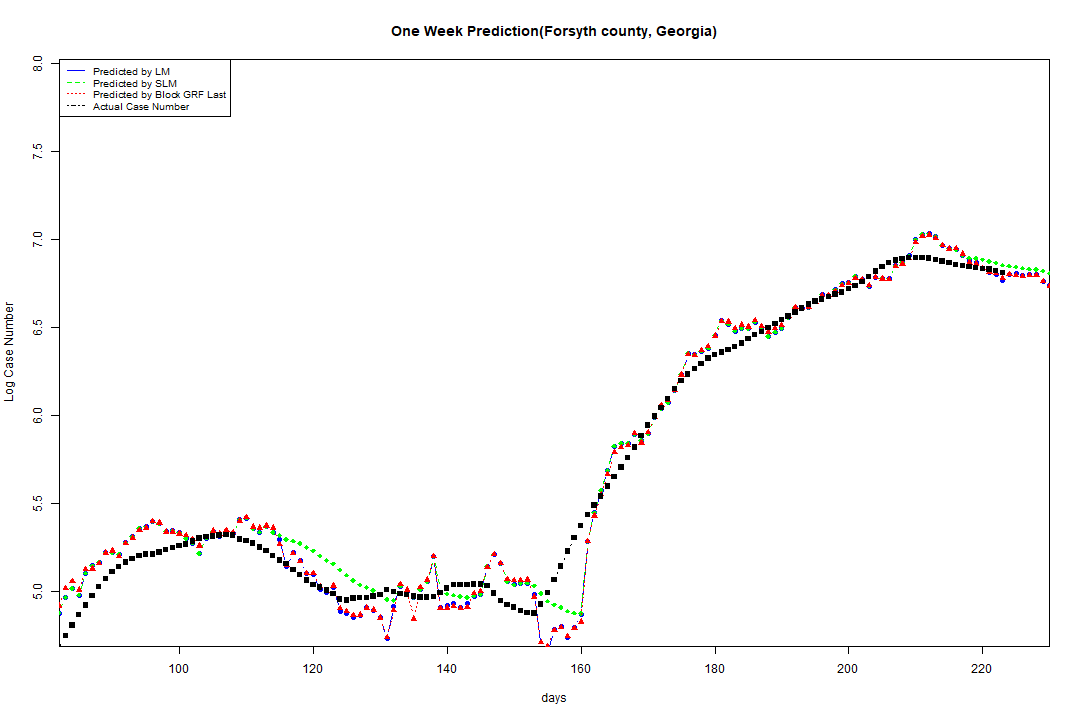 One Week Prediction(Forsyth county, Georgia)
Predicted by LM
Predicted by SLM
Predicted by Block GRF Last
Actual Case Number
8.0
7.5
7.0
6.5
6.0
5.5
5.0
Log Case Number
100 120 140 160 180 200 220
days